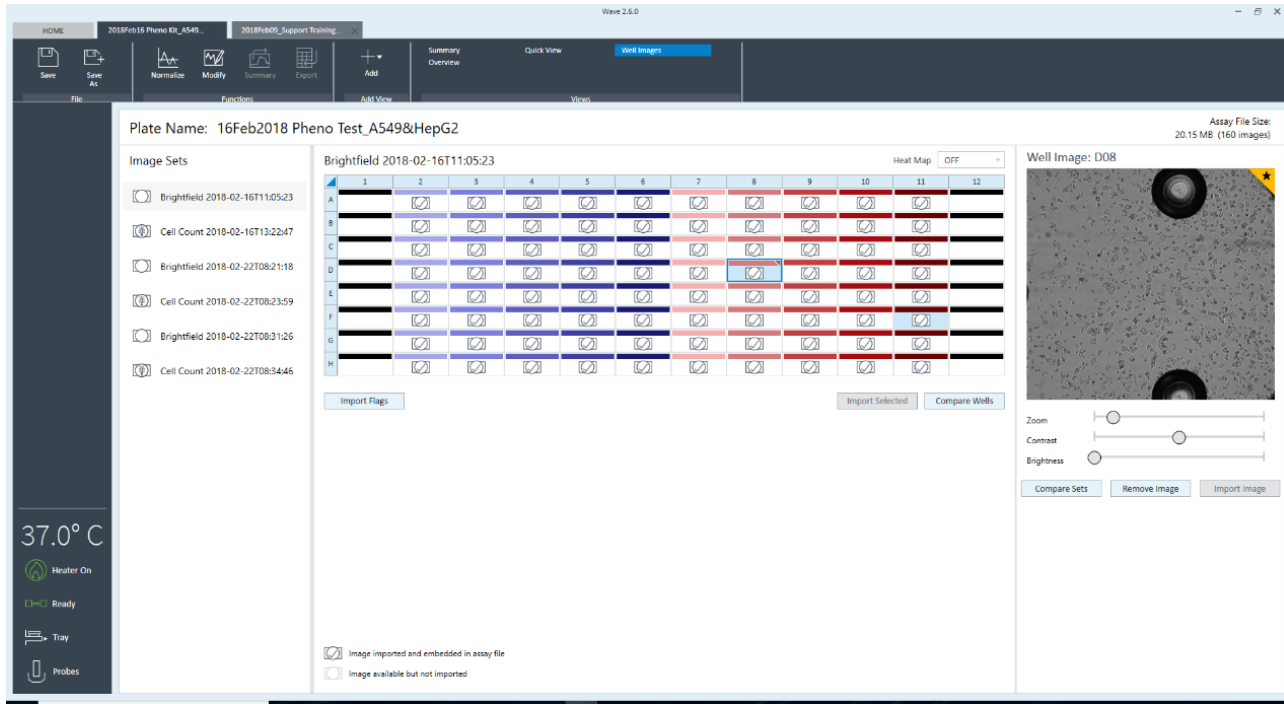 Wave 2.6.0
HOME
2018Feb16 Pheno Kit_A549...
2018Feb09_Support Training...
Save
Save As
Normalize
Modify
Summary
Export
Add
Summary
Overview
Quick View
Well Images
File
Functions
Add View
Views
Plate Name: 16Feb2018 Pheno Test_A549&HepG2
Assay File Size:
20.15 MB (160 images)
Image Sets
Brightfield 2018-02-16T11:05:23
Cell Count 2018-02-16T13:22:47
Brightfield 2018-02-22T08:21:18
Cell Count 2018-02-22T08:23:59
Brightfield 2018-02-22T08:31:26
Cell Count 2018-02-22T08:34:46
Brightfield 2018-02-16T11:05:23
Heat Map OFF
1 2 3 4 5 6 7 8 9 10 11 12
A
B
C
D
E
F
G
H
Import Flags
Import Selected
Compare Wells
Image imported and embedded in assay file
Image available but not imported
Well Image: D08
Zoom
Contrast
Brightness
Compare Sets
Remove Image
Import Image
37.0° C
Heater On
Ready
Tray
Probes